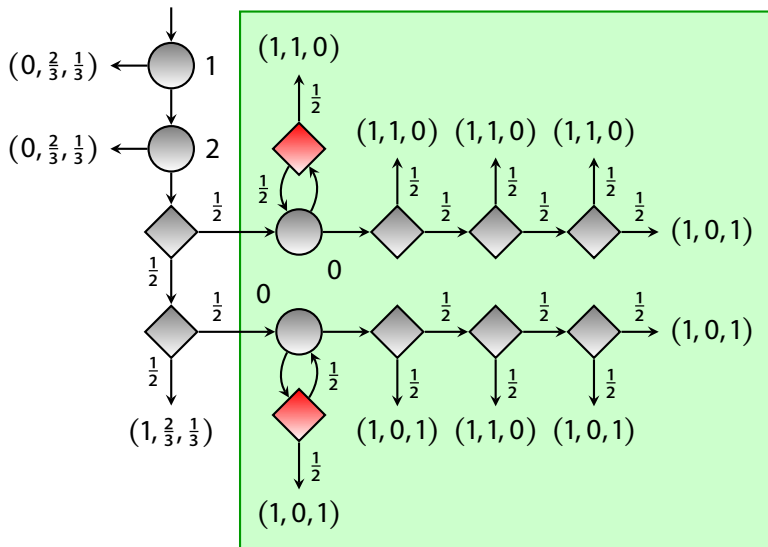 (1, 1, 0)
(0, 2/3, 1/3) 1
1/2
(0, 2/3, 1/3) 2 (1, 1, 0) (1, 1, 0) (1, 1, 0)
1/2 1/2 1/2 1/2
1/2 1/2 1/2 1/2 (1, 0, 1)
0
1/2 0
1/2 1/2 1/2 1/2 (1, 0, 1)
1/2 1/2 1/2 1/2 1/2
(1, 2/3, 1/3) (1, 0, 1) (1, 1, 0) (1, 0, 1)
1/2
(1, 0, 1)